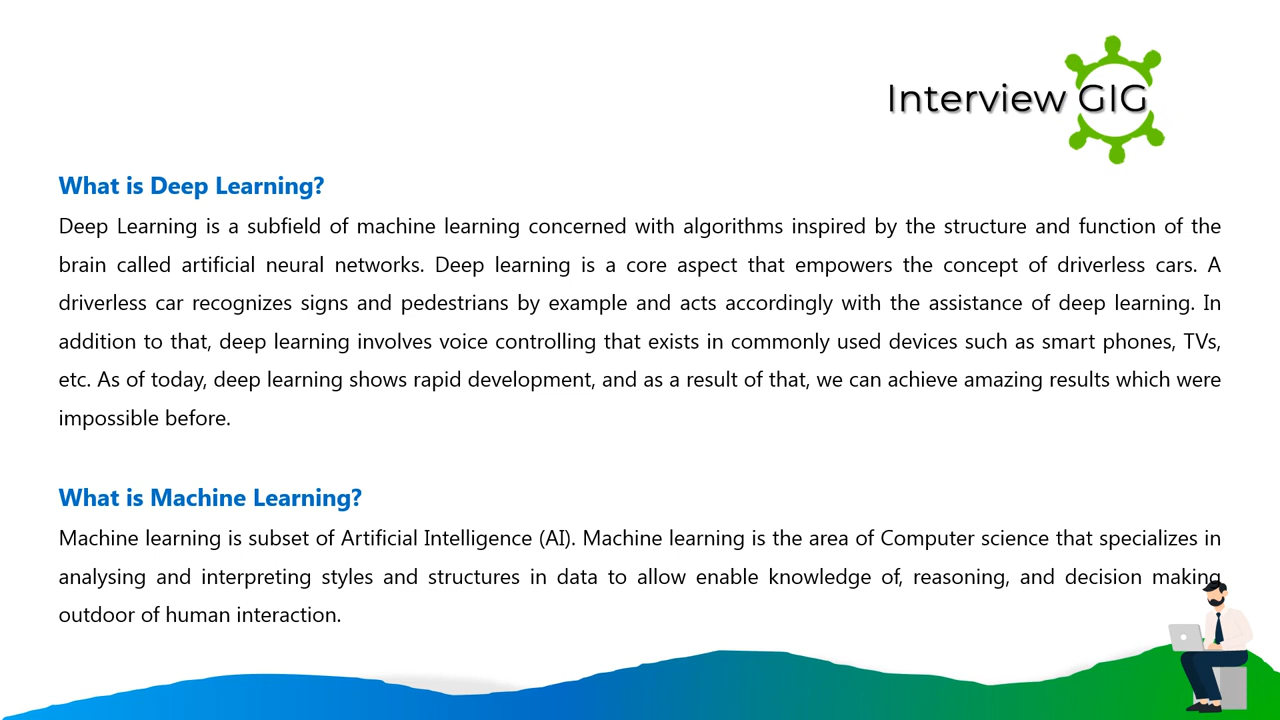 Interview GIG
What is Deep Learning?
Deep Learning is a subfield of machine learning concerned with algorithms inspired by the structure and function of the
brain called artificial neural networks. Deep learning is a core aspect that empowers the concept of driverless cars. A
driverless car recognizes signs and pedestrians by example and acts accordingly with the assistance of deep learning. In
addition to that, deep learning involves voice controlling that exists in commonly used devices such as smart phones, TVs,
etc. As of today, deep learning shows rapid development, and as a result of that, we can achieve amazing results which were
impossible before.
What is Machine Learning?
Machine learning is subset of Artificial Intelligence (AI). Machine learning is the area of Computer science that specializes in
analysing and interpreting styles and structures in data to allow enable knowledge of, reasoning, and decision making
outdoor of human interaction.